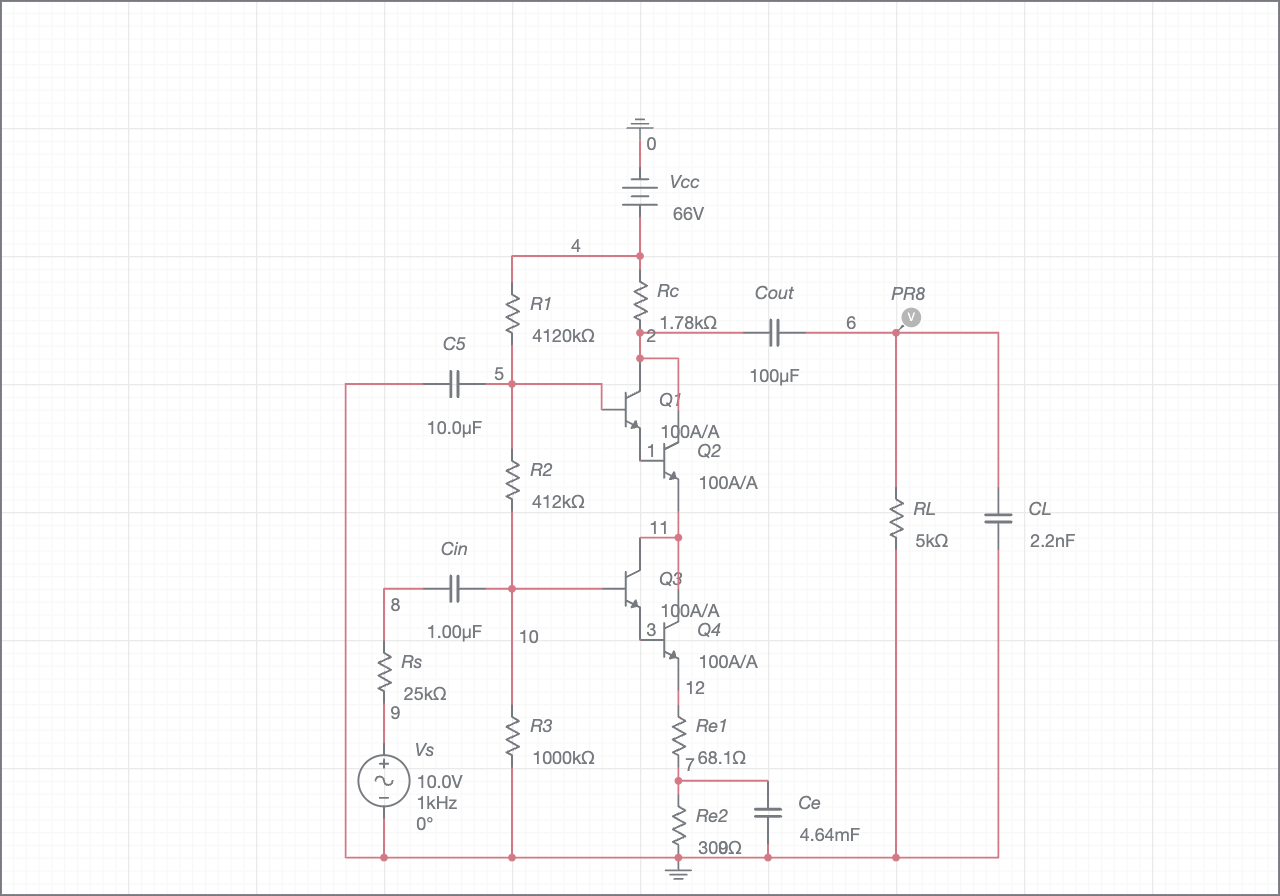 0
Vcc
66V
4
Rc
1.78kΩ
Cout
100µF
6
PR8
V
R1
4120kΩ
2
C5
10.0µF
5
Q1
100A/A
1
Q2
100A/A
R2
412kΩ
RL
5kΩ
CL
2.2nF
11
Cin
1.00µF
Q3
100A/A
3
Q4
100A/A
8
10
Rs
25kΩ
9
12
Re1
68.1Ω
7
R3
1000kΩ
Vs
10.0V
1kHz
0°
Re2
Ce
4.64mF